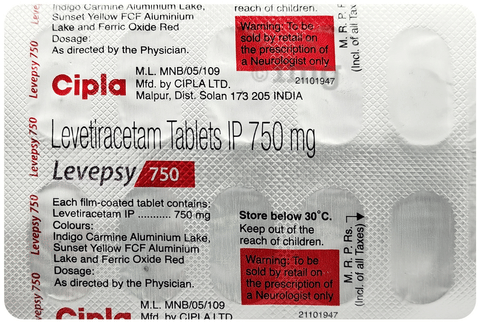 Indigo Carmine Aluminium Lake,
Sunset Yellow FCF Aluminium
Lake and Ferric Oxide Red
Dosage:
As directed by the Physician.
reach of children.
Warning: To be
sold by retail on
the prescription of
a Neurologist only
M. R. P. R
(Incl. of all
Levepsy 750
Cipla
M.L. MNB/05/109
Mfd. by CIPLA LTD.
21101947
Malpur, Dist. Solan 173 205 INDIA
Levepsy 750
Levetiracetam Tablets IP 750 mg
Levepsy 750
Levepsy 750
Each film-coated tablet contains:
Levetiracetam IP ........... 750 mg
Colours:
Indigo Carmine Aluminium Lake,
Sunset Yellow FCF Aluminium
Lake and Ferric Oxide Red
Dosage:
As directed by the Physician.
Store below 30°C.
Keep out of the
reach of children.
Warning: To be
sold by retail on
the prescription of
a Neurologist only
M. R. P. Rs.
(Incl. of all Taxes)
Levepsy 750
Cipla
M.L. MNB/05/109
Mfd. by CIPLA LTD.
21101947